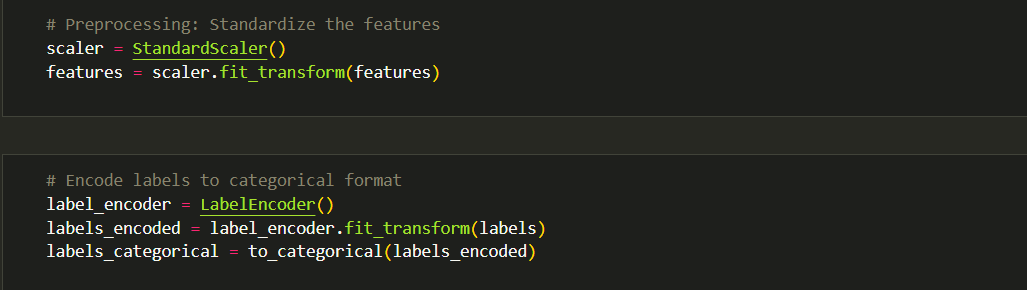 # Preprocessing: Standardize the features
scaler = StandardScaler()
features = scaler.fit_transform(features)
# Encode labels to categorical format
label_encoder = LabelEncoder()
labels_encoded = label_encoder.fit_transform(labels)
labels_categorical = to_categorical(labels_encoded)